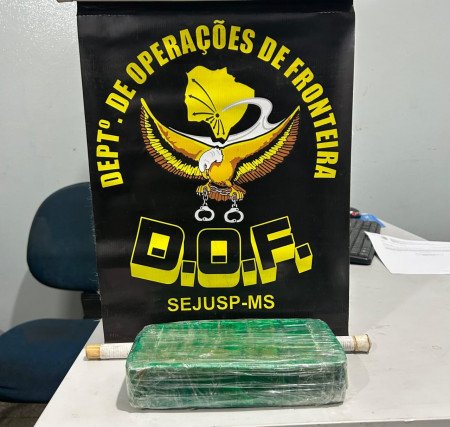 DEPTº. DE OPERAÇÕES DE FRONTEIRA
D.O.F.
SEJUSP-MS